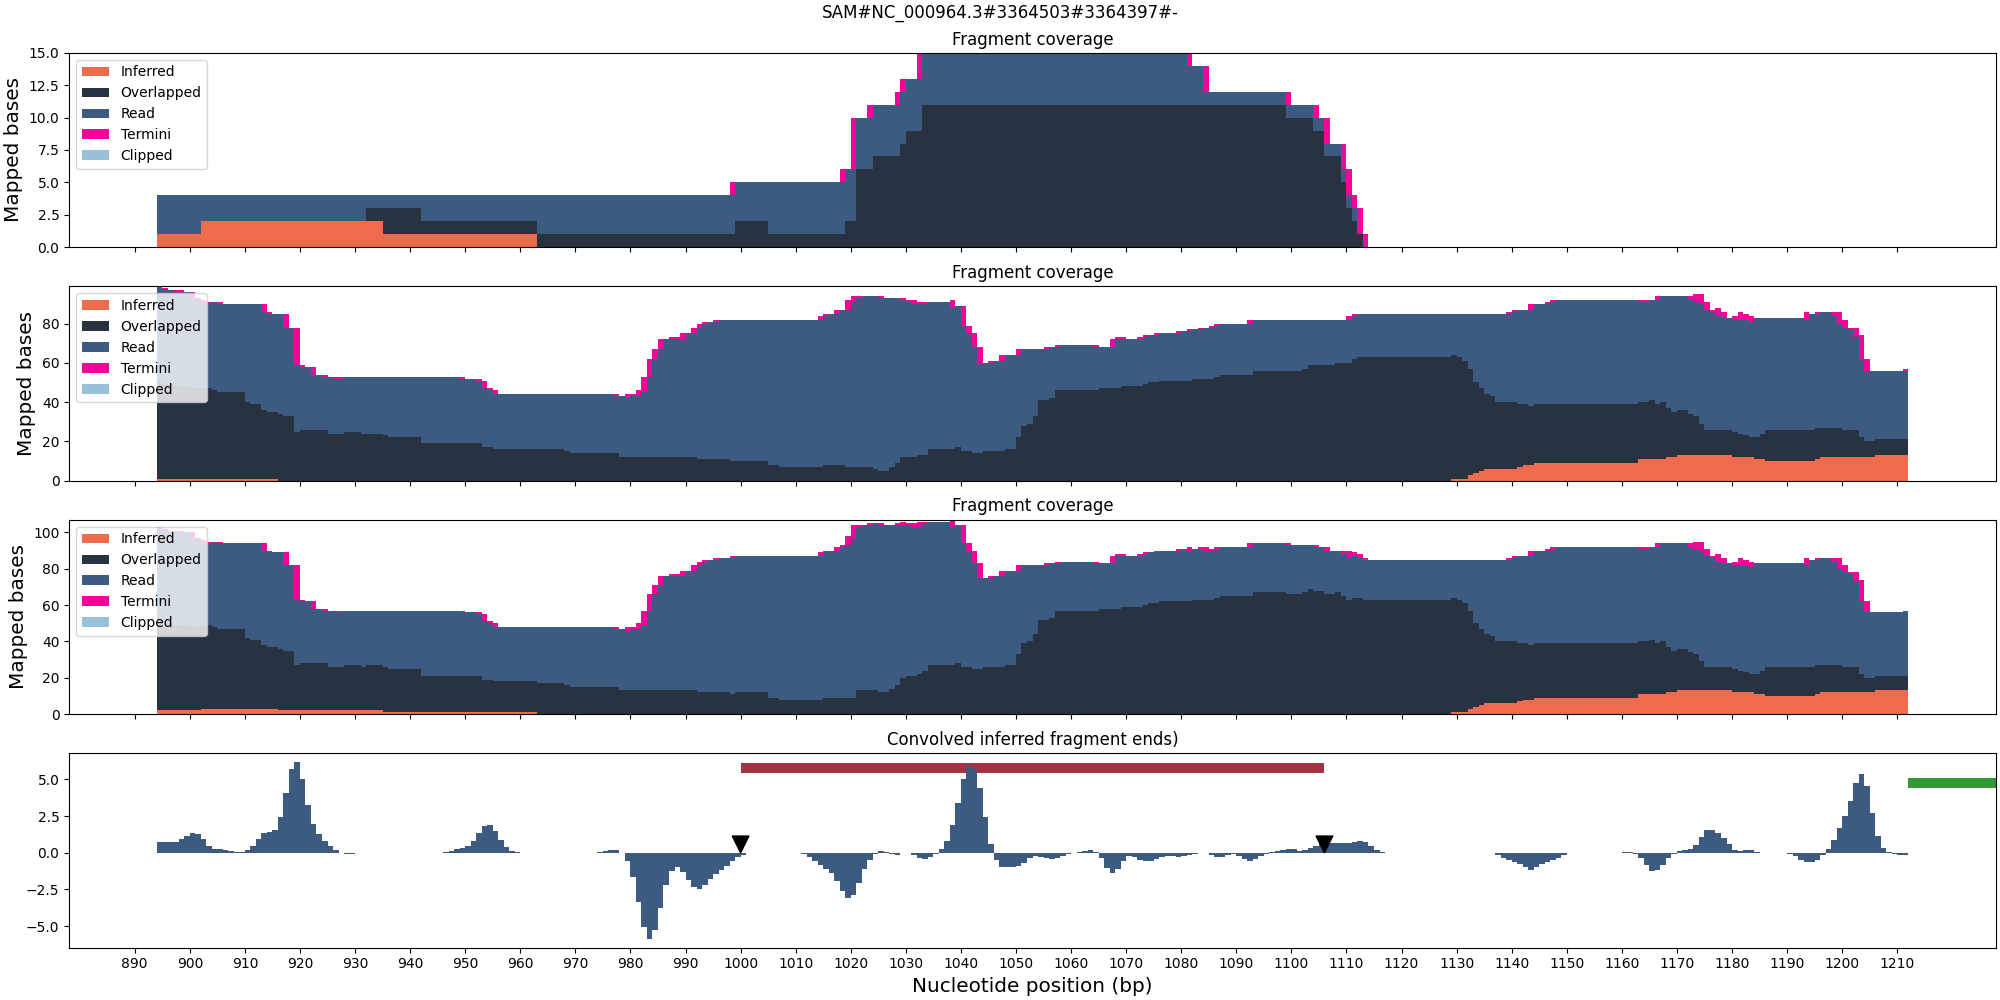 SAM#NC_000964.3#3364503#3364397#-
Fragment coverage
Mapped bases
15.0
12.5
10.0
7.5
5.0
2.5
0.0
Inferred
Overlapped
Read
Termini
Clipped
Fragment coverage
Mapped bases
80
60
40
20
0
Inferred
Overlapped
Read
Termini
Clipped
Fragment coverage
Mapped bases
100
80
60
40
20
0
Inferred
Overlapped
Read
Termini
Clipped
Convolved inferred fragment ends)
5.0
2.5
0.0
−2.5
−5.0
890 900 910 920 930 940 950 960 970 980 990 1000 1010 1020 1030 1040 1050 1060 1070 1080 1090 1100 1110 1120 1130 1140 1150 1160 1170 1180 1190 1200 1210
Nucleotide position (bp)